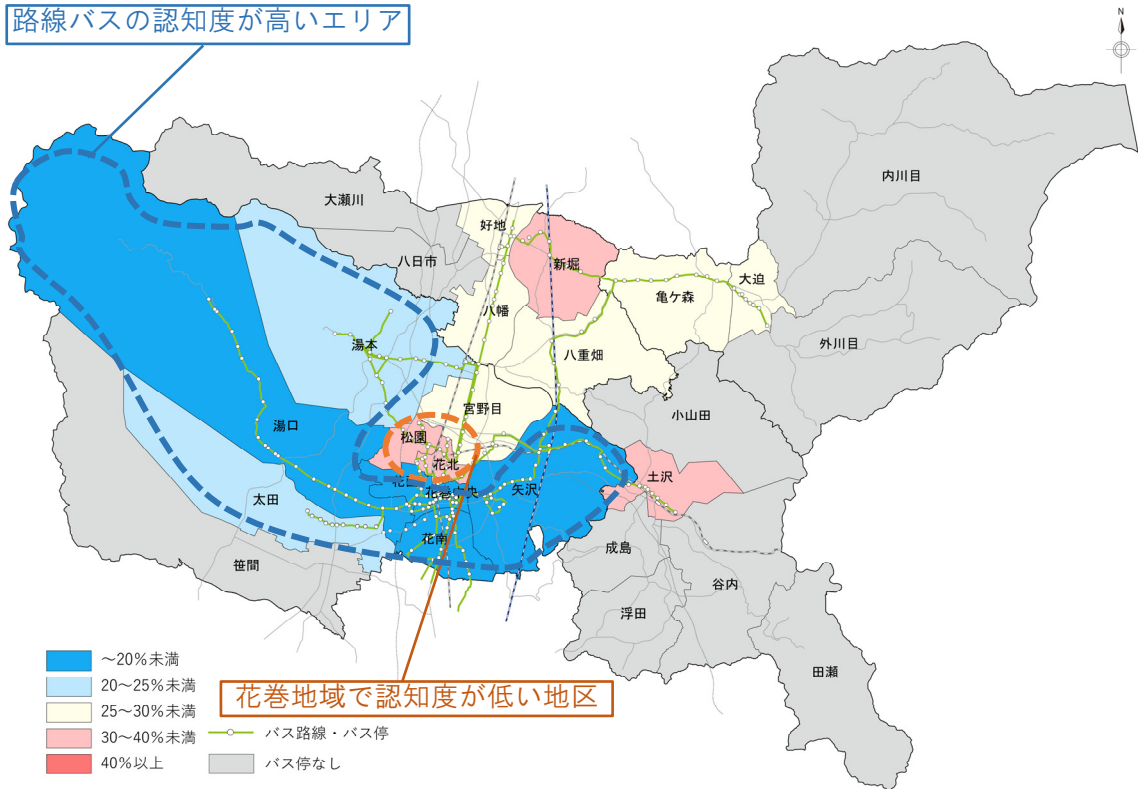 路線バスの認知度が高いエリア
N
内川目
大瀬川
好地
八日市
新堀
大迫
亀ケ森
八幡
外川目
湯本
八重畑
宮野目
小山田
湯口
松園
花北
土沢
太田
花巻中央
矢沢
花南
成島
笹間
谷内
浮田
田瀬
~20%未満
20~25%未満
25~30%未満
30~40%未満
40%以上
花巻地域で認知度が低い地区
バス路線・バス停
バス停なし